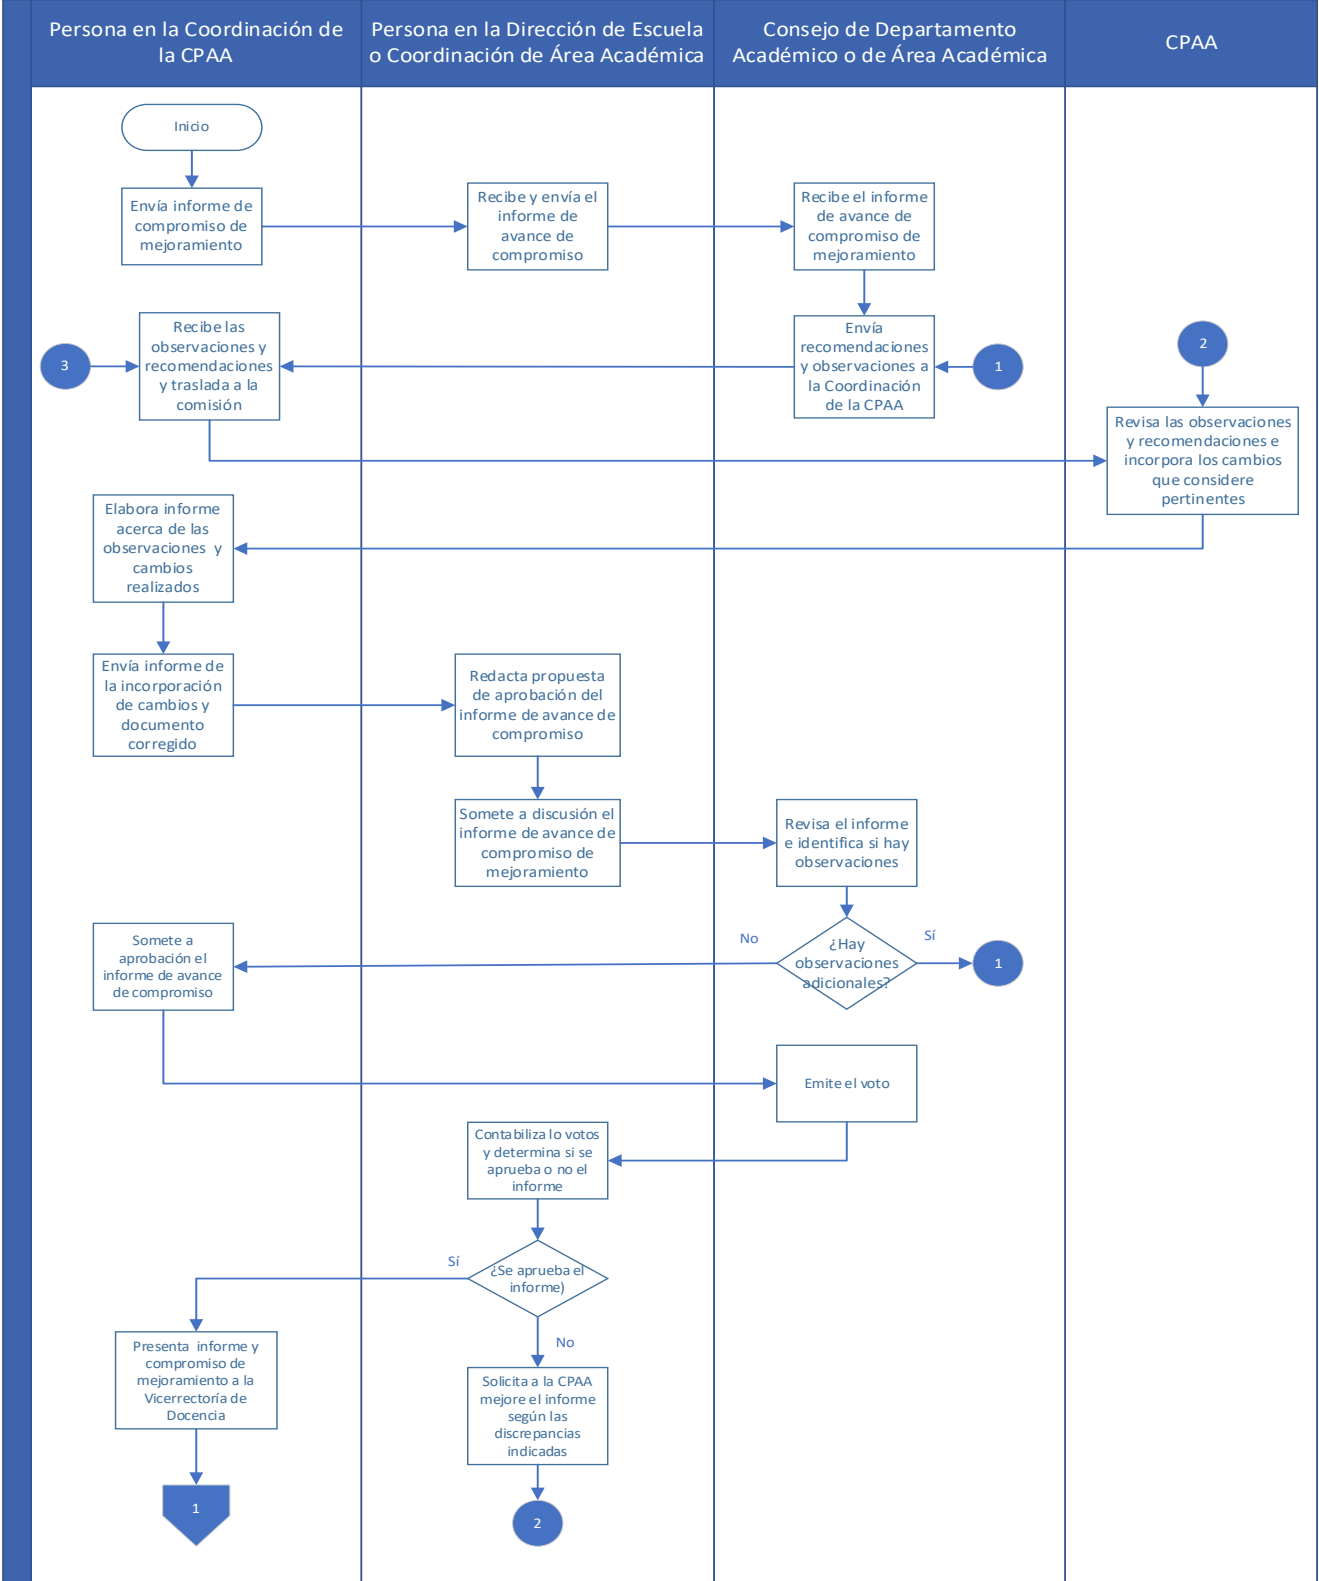 Persona en la Coordinación de
la CPAA
Persona en la Dirección de Escuela
o Coordinación de Área Académica
Consejo de Departamento
Académico o de Área Académica
CPAA
Inicio
Envía informe de
compromiso de
mejoramiento
Recibe y envía el
informe de
avance de
compromiso
Recibe el informe
de avance de
compromiso de
mejoramiento
3
Recibe las
observaciones y
recomendaciones
y traslada a la
comisión
Envía
recomendaciones
y observaciones a
la Coordinación
de la CPAA
1
2
Revisa las observaciones
y recomendaciones e
incorpora los cambios
que considere
pertinentes
Elabora informe
acerca de las
observaciones y
cambios
realizados
Envía informe de
la incorporación
de cambios y
documento
corregido
Redacta propuesta
de aprobación del
informe de avance de
compromiso
Somete a discusión el
informe de avance de
compromiso de
mejoramiento
Revisa el informe
e identifica si hay
observaciones
¿Hay
observaciones
adicionales?
No
Sí
1
Somete a
aprobación el
informe de avance
de compromiso
Emite el voto
Contabiliza lo votos
y determina si se
aprueba o no el
informe
¿Se aprueba el
informe)
Sí
No
Presenta informe y
compromiso de
mejoramiento a la
Vicerrectoría de
Docencia
Solicita a la CPAA
mejore el informe
según las
discrepancias
indicadas
1
2